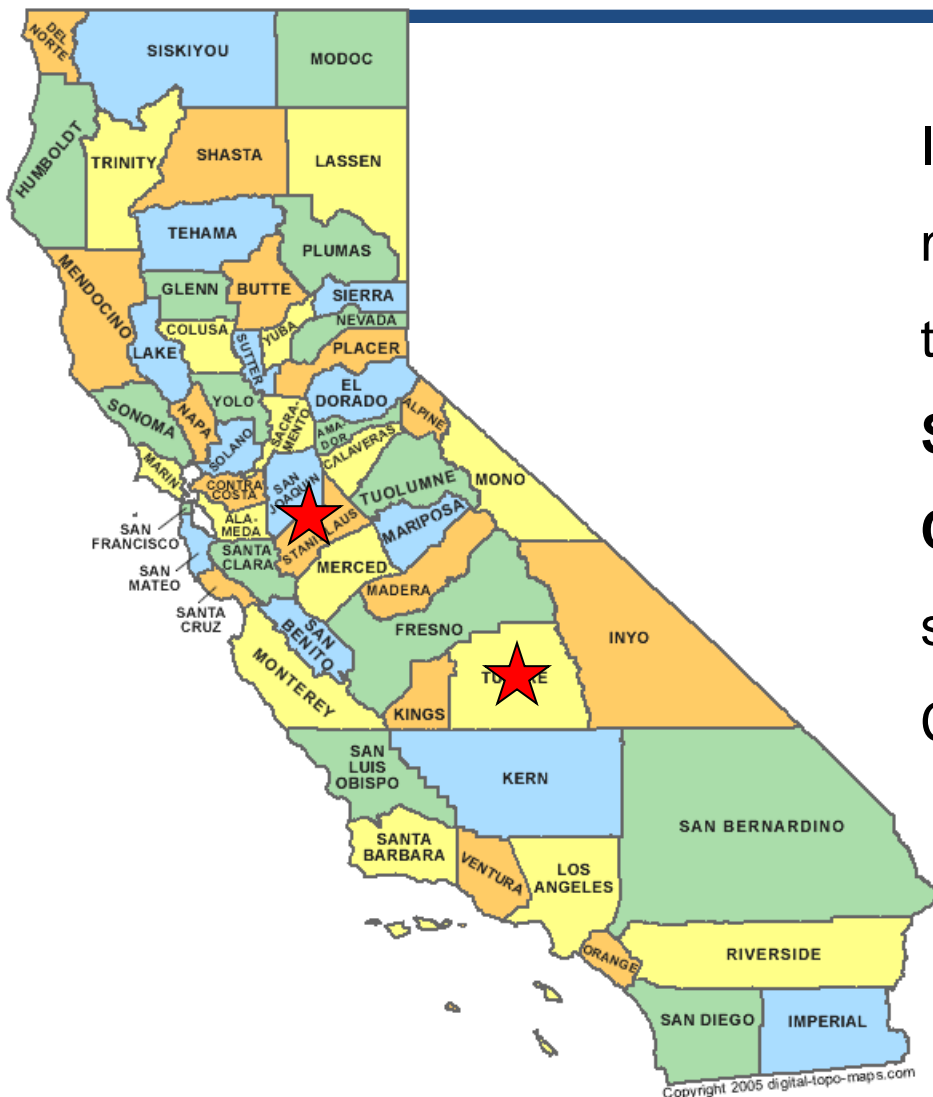 DEL
NORTE
SISKIYOU
MODOC
HUMBOLDT
TRINITY
SHASTA
LASSEN
TEHAMA
PLUMAS
MENDOCINO
GLENN
BUTTE
SIERRA
COLUSA
YUBA
NEVADA
LAKE
SUTTER
PLACER
EL
DORADO
ALPINE
SONOMA
NAPA
YOLO
SACRA-
MENTO
AMA-
DOR
CALAVERAS
SOLANO
MARIN
CONTRA
COSTA
SAN
JOAQUIN
TUOLUMNE
MONO
SAN
FRANCISCO
ALA-
MEDA
STANISLAUS
MARIPOSA
SAN
MATEO
SANTA
CLARA
MERCED
MADERA
SANTA
CRUZ
SAN
BENITO
FRESNO
INYO
MONTEREY
KINGS
SAN
LUIS
OBISPO
KERN
SAN BERNARDINO
SANTA
BARBARA
VENTURA
LOS
ANGELES
ORANGE
RIVERSIDE
SAN DIEGO
IMPERIAL
Copyright 2005 digital-topo-maps.com